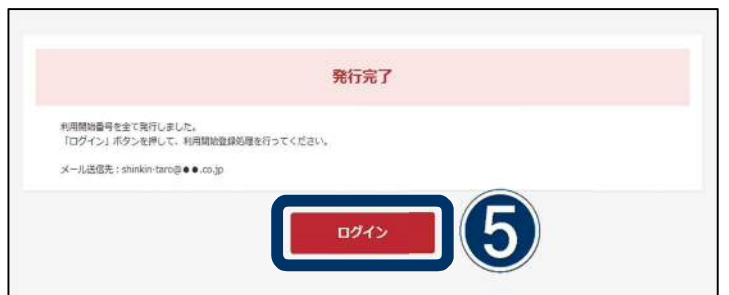 発行完了
利用開始番号を全て発行しました。
「ログイン」ボタンを押して、利用開始登録処理を行ってください。
メール送信先：shinkin-taro@●●.co.jp
ログイン
5